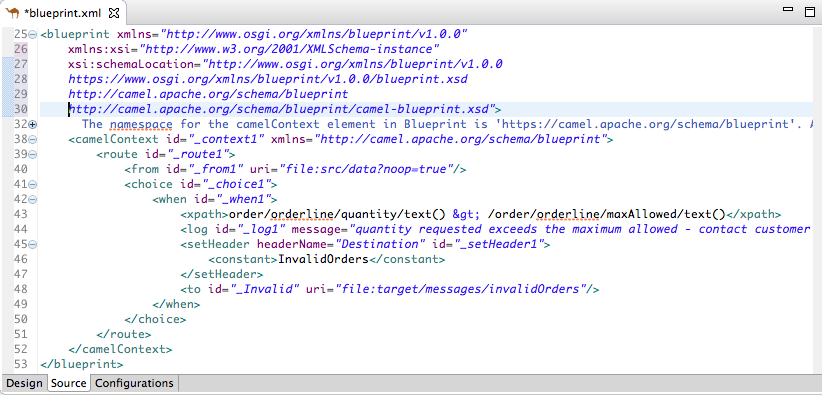 *blueprint.xml
25 <blueprint xmlns="http://www.osgi.org/xmlns/blueprint/v1.0.0"
26 xmlns:xsi="http://www.w3.org/2001/XMLSchema-instance"
27 xsi:schemaLocation="http://www.osgi.org/xmlns/blueprint/v1.0.0
28 https://www.osgi.org/xmlns/blueprint/v1.0.0/blueprint.xsd
29 http://camel.apache.org/schema/blueprint
30 http://camel.apache.org/schema/blueprint/camel-blueprint.xsd">
32 The namespace for the camelContext element in Blueprint is 'https://camel.apache.org/schema/blueprint'. A
38 <camelContext id="_context1" xmlns="http://camel.apache.org/schema/blueprint">
39 <route id="_route1">
40 <from id="_from1" uri="file:src/data?noop=true"/>
41 <choice id="_choice1">
42 <when id="_when1">
43 <xpath>order/orderline/quantity/text() &gt; /order/orderline/maxAllowed/text()</xpath>
44 <log id="_log1" message="quantity requested exceeds the maximum allowed - contact customer
45 <setHeader headerName="Destination" id="_setHeader1">
46 <constant>InvalidOrders</constant>
47 </setHeader>
48 <to id="_Invalid" uri="file:target/messages/invalidOrders"/>
49 </when>
50 </choice>
51 </route>
52 </camelContext>
53 </blueprint>
Design Source Configurations